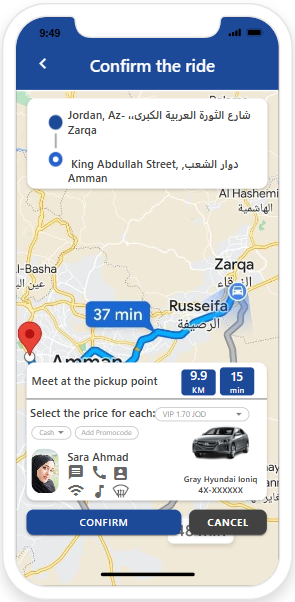 9:49
Confirm the ride
Jordan, Az- شارع الثورة العربية الكبرى،،
Zarqa
King Abdullah Street, دوار الشعب,
Amman
Al Hashemi
الهاشمية
Zarqa
الزرقاء
l-Basha
عين ال
37 min
Russeifa
الرصيفة
Amman
Meet at the pickup point
9.9
KM
15
min
Select the price for each:
VIP 1.70 JOD
Cash
Add Promocode
Sara Ahmad
Gray Hyundai Ioniq
4X-XXXXXX
CONFIRM
CANCEL